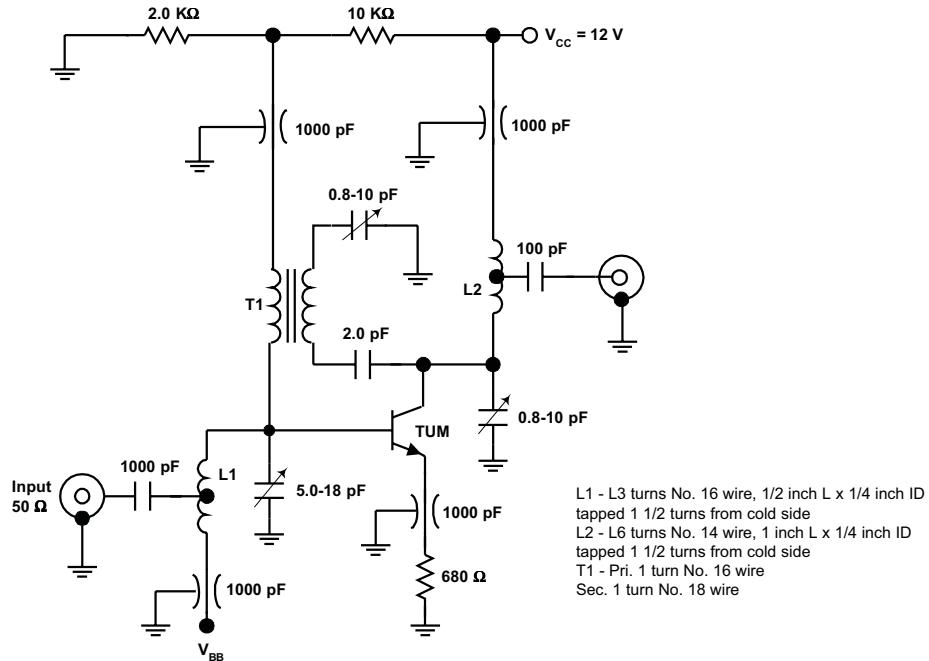 2.0 KΩ
10 KΩ
V_CC = 12 V
1000 pF
1000 pF
0.8-10 pF
100 pF
T1
L2
2.0 pF
0.8-10 pF
TUM
1000 pF
L1
Input
50 Ω
5.0-18 pF
1000 pF
680 Ω
1000 pF
V_BB
L1 - L3 turns No. 16 wire, 1/2 inch L x 1/4 inch ID
tapped 1 1/2 turns from cold side
L2 - L6 turns No. 14 wire, 1 inch L x 1/4 inch ID
tapped 1 1/2 turns from cold side
T1 - Pri. 1 turn No. 16 wire
Sec. 1 turn No. 18 wire